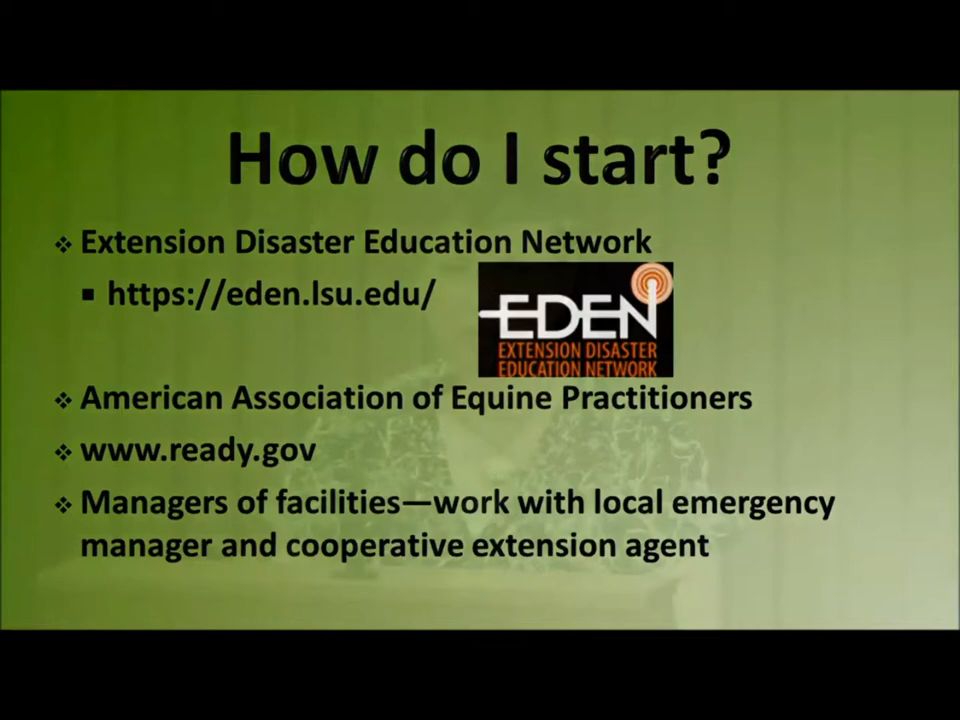 How do I start?
❖ Extension Disaster Education Network
▪ https://eden.lsu.edu/
EDEN
EXTENSION DISASTER
EDUCATION NETWORK
❖ American Association of Equine Practitioners
❖ www.ready.gov
❖ Managers of facilities—work with local emergency
manager and cooperative extension agent